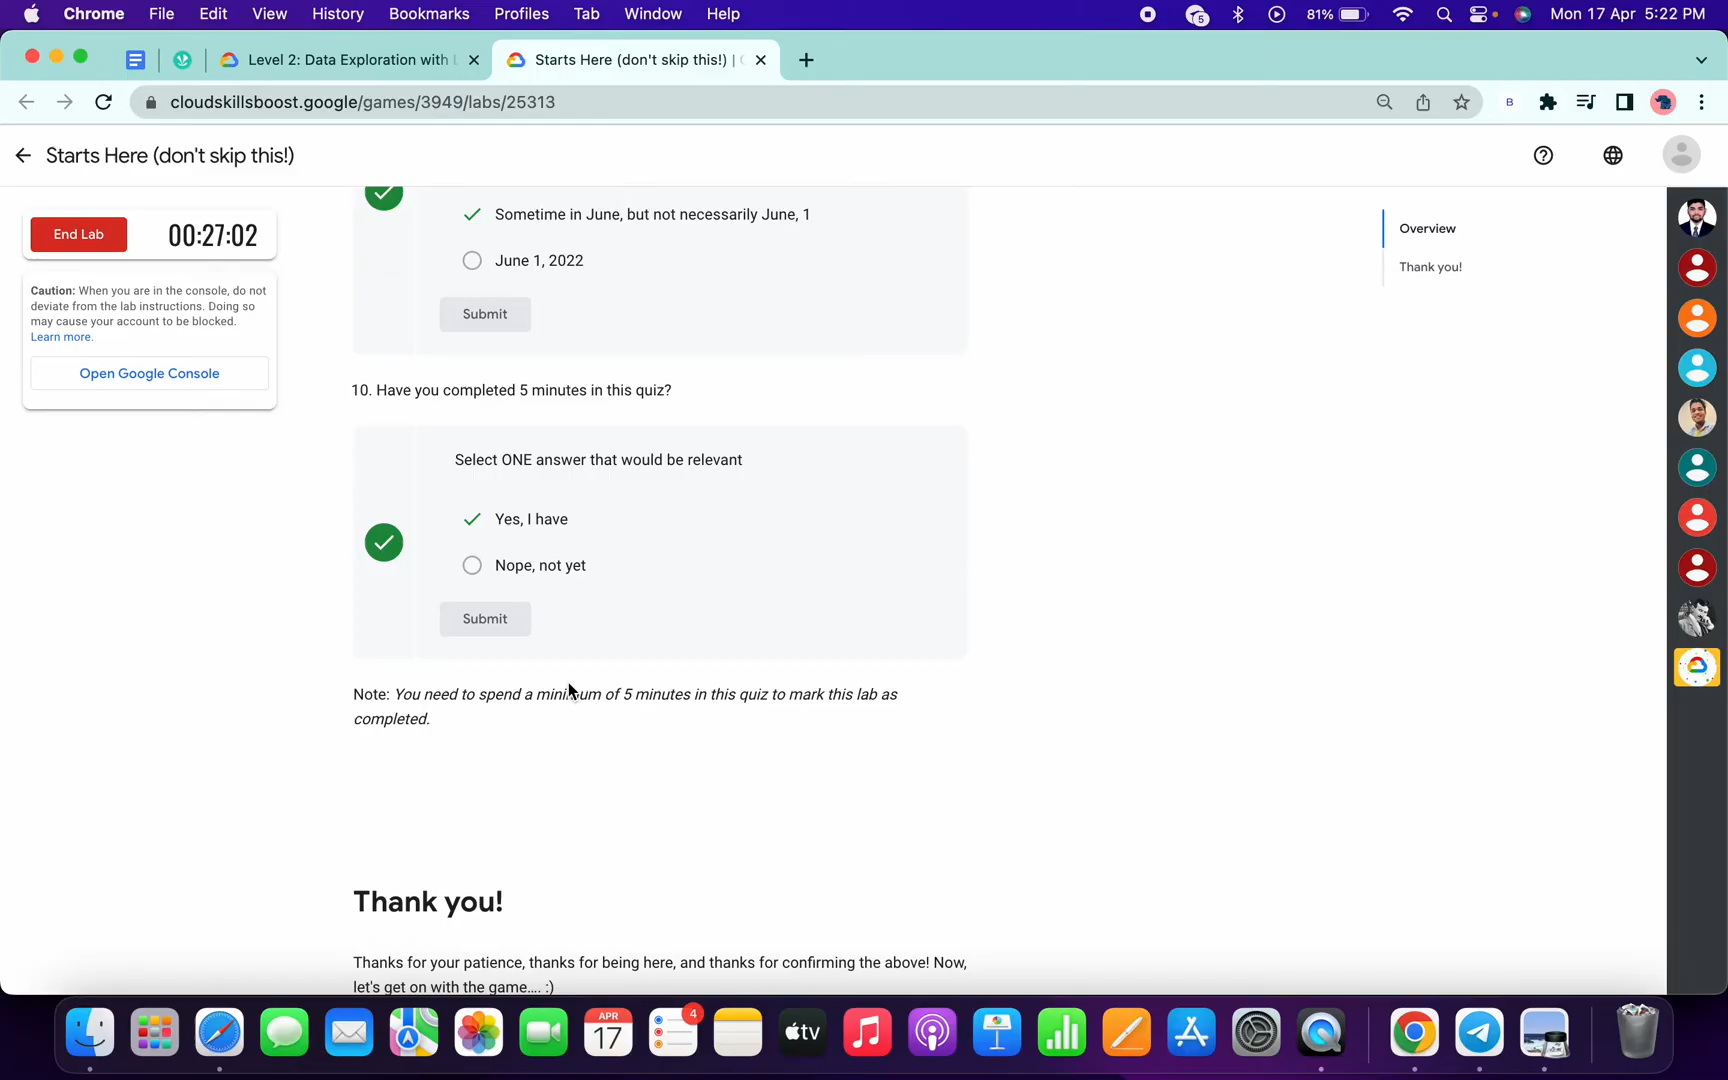 Chrome File Edit View History Bookmarks Profiles Tab Window Help 5 81% Mon 17 Apr 5:22 PM
Level 2: Data Exploration with Starts Here (don't skip this!) |
cloudskillsboost.google/games/3949/labs/25313 B
Starts Here (don't skip this!)
End Lab 00:27:02
Caution: When you are in the console, do not
deviate from the lab instructions. Doing so
may cause your account to be blocked.
Learn more.
Open Google Console
Sometime in June, but not necessarily June, 1
June 1, 2022
Submit
10. Have you completed 5 minutes in this quiz?
Select ONE answer that would be relevant
Yes, I have
Nope, not yet
Submit
Note: You need to spend a minimum of 5 minutes in this quiz to mark this lab as
completed.
Thank you!
Thanks for your patience, thanks for being here, and thanks for confirming the above! Now,
let's get on with the game.... :)
Overview
Thank you!
APR
17
4
tv